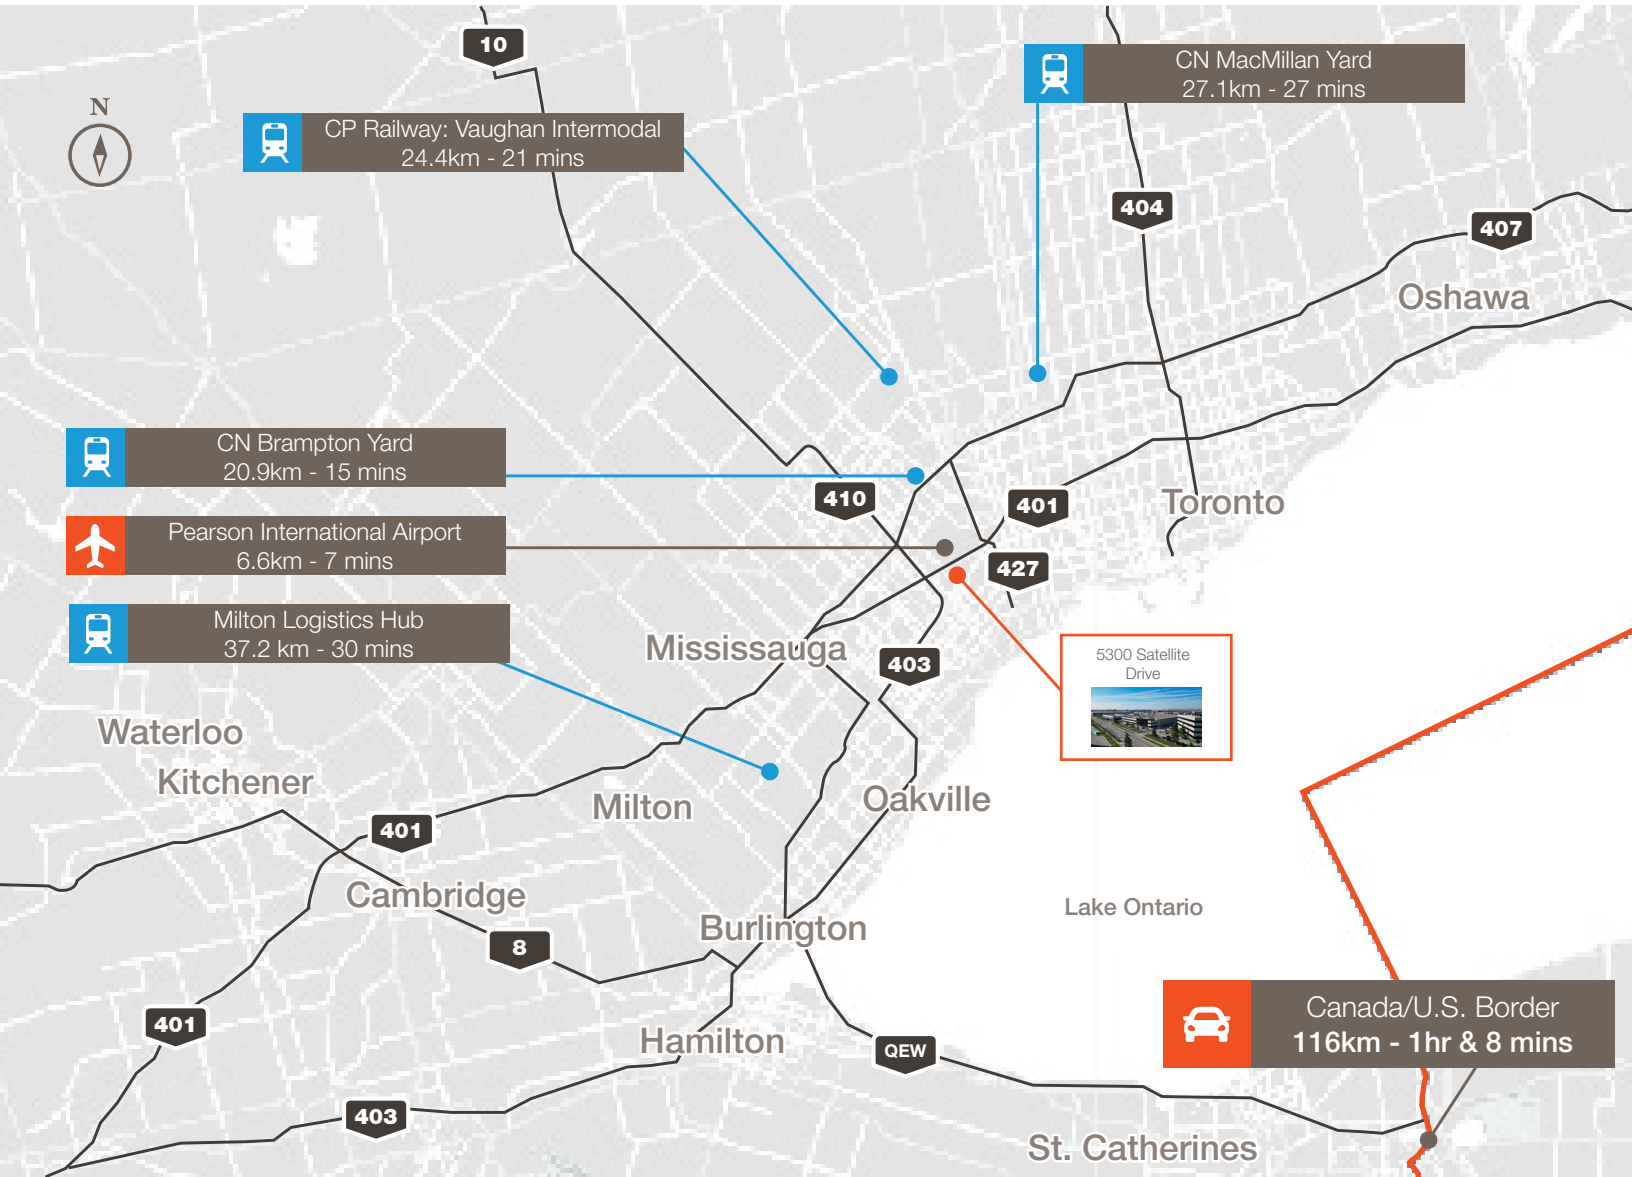 10
CN MacMillan Yard
27.1km - 27 mins
N
CP Railway: Vaughan Intermodal
24.4km - 21 mins
404
407
Oshawa
CN Brampton Yard
20.9km - 15 mins
410
401
Toronto
Pearson International Airport
6.6km - 7 mins
427
Milton Logistics Hub
37.2 km - 30 mins
Mississauga
403
5300 Satellite
Drive
Waterloo
Kitchener
Milton
Oakville
401
Cambridge
Lake Ontario
Burlington
8
401
Hamilton
QEW
Canada/U.S. Border
116km - 1hr & 8 mins
403
St. Catherines